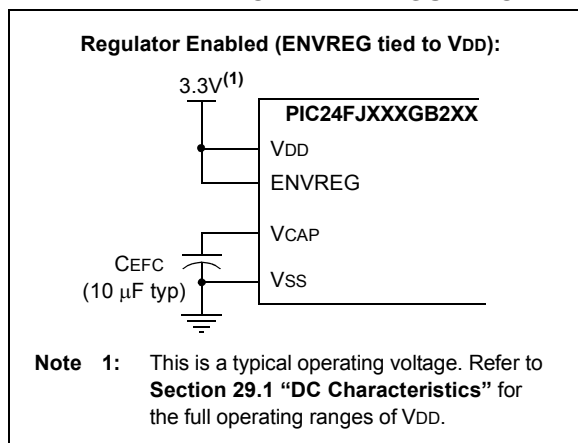 Regulator Enabled (ENVREG tied to VDD):
3.3V(1)
PIC24FJXXXGB2XX
VDD
ENVREG
VCAP
CEFC
(10 μF typ)
VSS
Note 1: This is a typical operating voltage. Refer to
Section 29.1 “DC Characteristics” for
the full operating ranges of VDD.